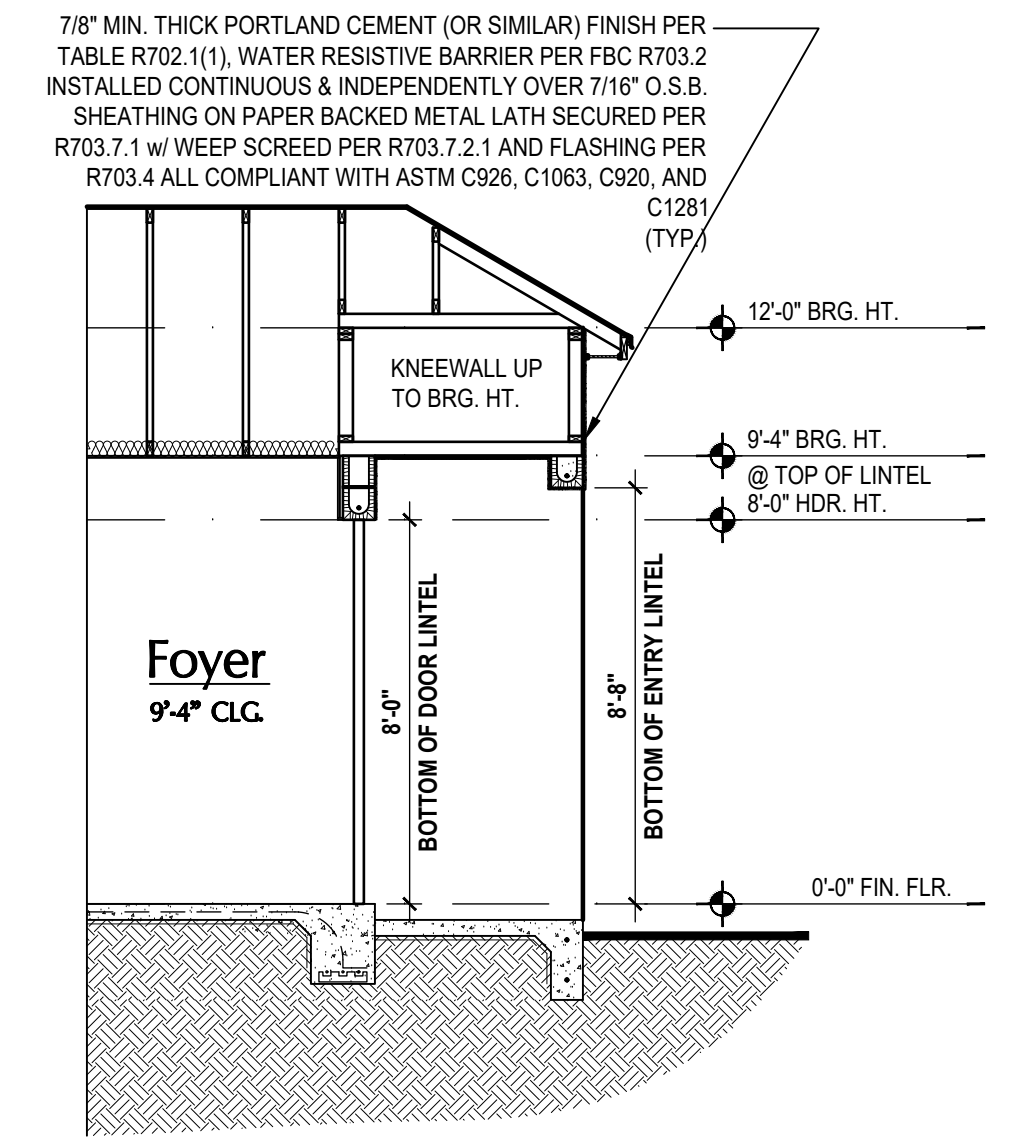 7/8" MIN. THICK PORTLAND CEMENT (OR SIMILAR) FINISH PER
TABLE R702.1(1), WATER RESISTIVE BARRIER PER FBC R703.2
INSTALLED CONTINUOUS & INDEPENDENTLY OVER 7/16" O.S.B.
SHEATHING ON PAPER BACKED METAL LATH SECURED PER
R703.7.1 w/ WEEP SCREED PER R703.7.2.1 AND FLASHING PER
R703.4 ALL COMPLIANT WITH ASTM C926, C1063, C920, AND
C1281
(TYP.)
12'-0" BRG. HT.
KNEEWALL UP
TO BRG. HT.
9'-4" BRG. HT.
@ TOP OF LINTEL
8'-0" HDR. HT.
Foyer
9'-4" CLG.
8'-0"
BOTTOM OF DOOR LINTEL
8'-8"
BOTTOM OF ENTRY LINTEL
0'-0" FIN. FLR.